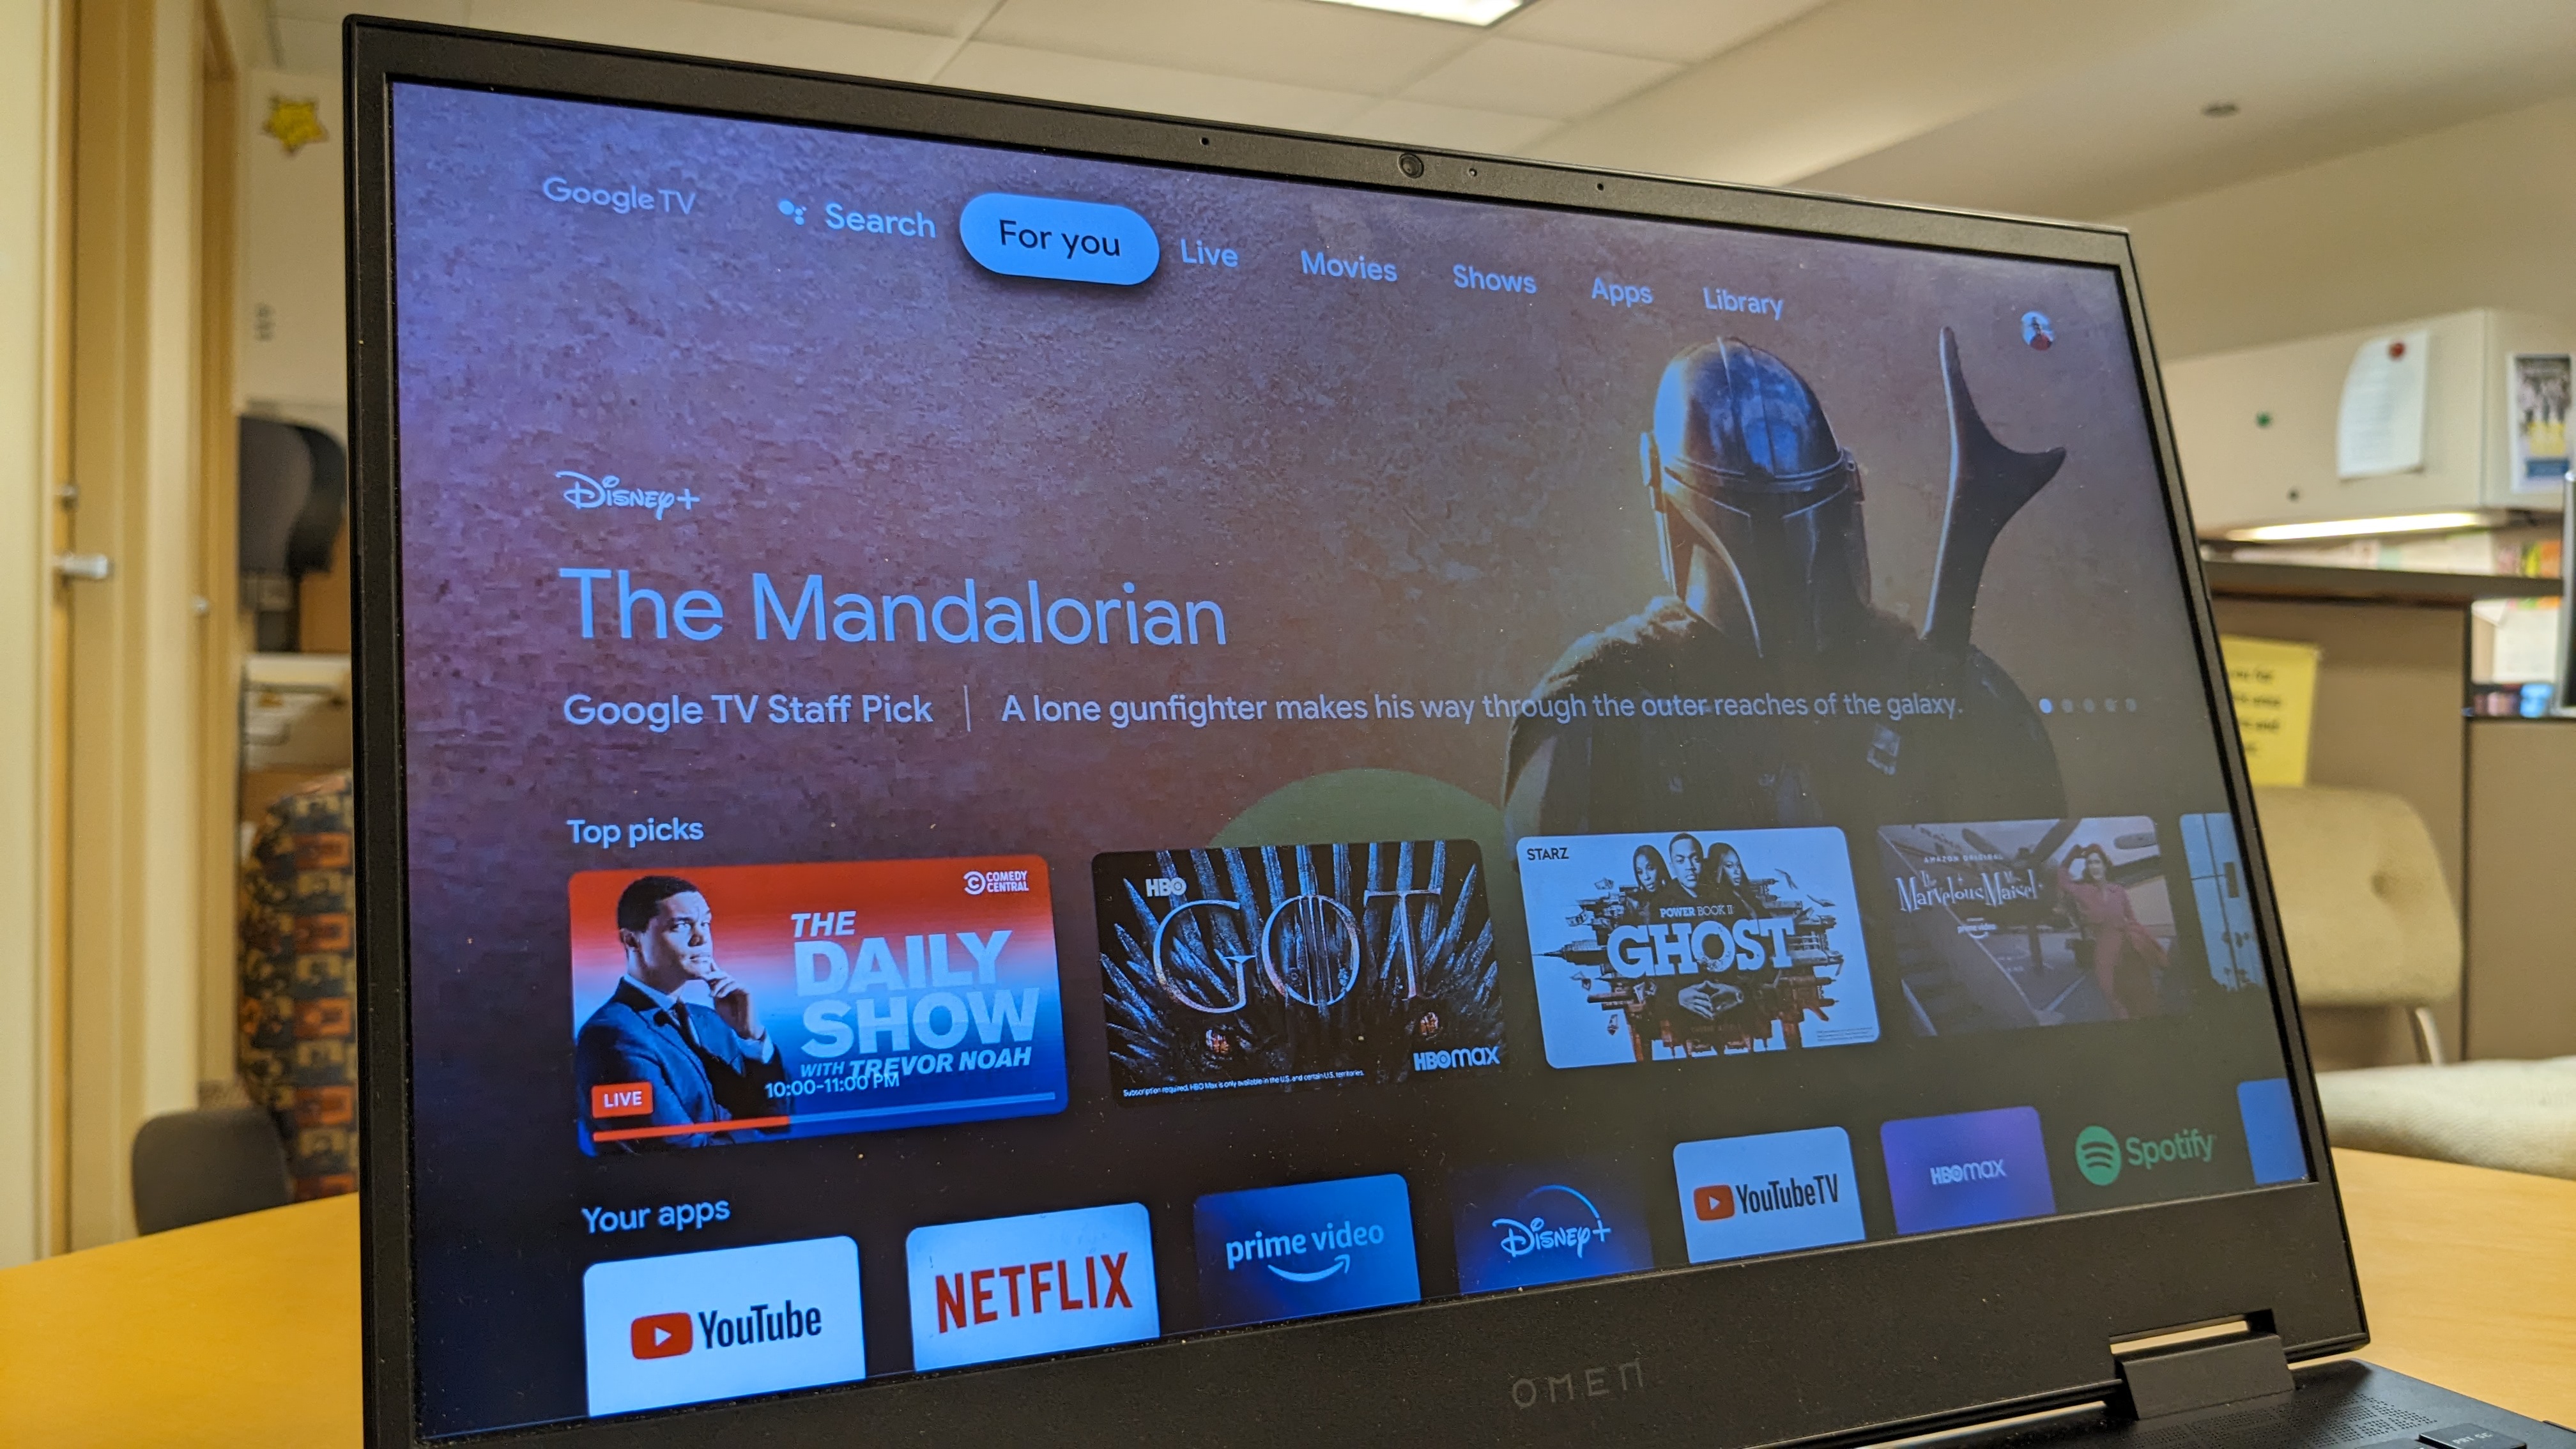 Google TV
Search
For you
Live
Movies
Shows
Apps
Library
Disney+
The Mandalorian
Google TV Staff Pick | A lone gunfighter makes his way through the outer reaches of the galaxy.
Top picks
COMEDY
CENTRAL
THE
DAILY
SHOW
WITH TREVOR NOAH
10:00-11:00 PM
LIVE
HBO
GOT
HBOmax
Subscription required. HBO Max is only available in the U.S. and certain U.S. territories.
STARZ
POWER BOOK II:
GHOST
AMAZON ORIGINAL
The Marvelous Mrs. Maisel
prime video
Your apps
YouTube
NETFLIX
prime video
Disney+
YouTubeTV
HBOmax
Spotify
OMEN
PRT SC